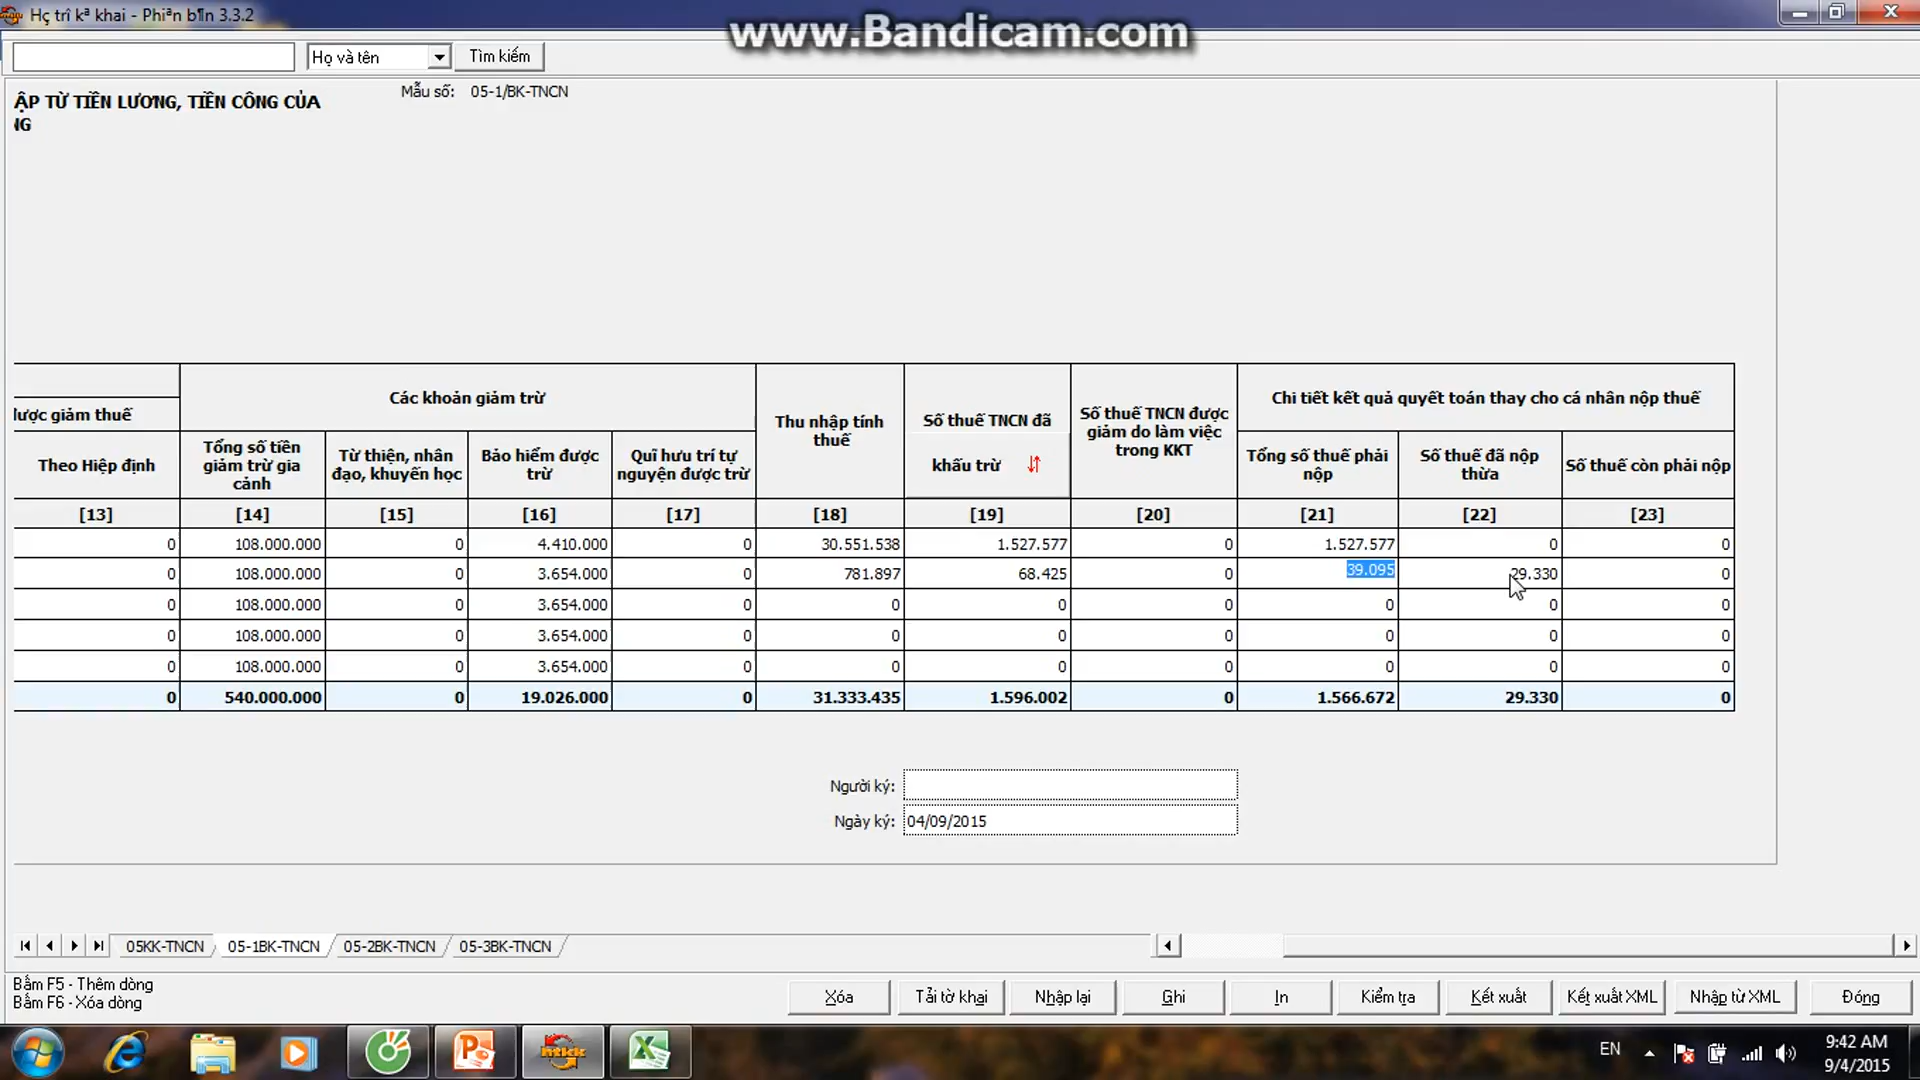 Hç trî kª khai - Phiªn b¶n 3.3.2
www.Bandicam.com
Họ và tên
Tìm kiếm
ẬP TỪ TIỀN LƯƠNG, TIỀN CÔNG CỦA
NG
Mẫu số: 05-1/BK-TNCN
lược giảm thuế
Các khoản giảm trừ
Thu nhập tính thuế
Số thuế TNCN đã khấu trừ
Số thuế TNCN được giảm do làm việc trong KKT
Chi tiết kết quả quyết toán thay cho cá nhân nộp thuế
Theo Hiệp định
Tổng số tiền giảm trừ gia cảnh
Từ thiện, nhân đạo, khuyến học
Bảo hiểm được trừ
Quĩ hưu trí tự nguyện được trừ
Tổng số thuế phải nộp
Số thuế đã nộp thừa
Số thuế còn phải nộp
[13] [14] [15] [16] [17] [18] [19] [20] [21] [22] [23]
0 108.000.000 0 4.410.000 0 30.551.538 1.527.577 0 1.527.577 0 0
0 108.000.000 0 3.654.000 0 781.897 68.425 0 39.095 29.330 0
0 108.000.000 0 3.654.000 0 0 0 0 0 0 0
0 108.000.000 0 3.654.000 0 0 0 0 0 0 0
0 108.000.000 0 3.654.000 0 0 0 0 0 0 0
0 540.000.000 0 19.026.000 0 31.333.435 1.596.002 0 1.566.672 29.330 0
Người ký:
Ngày ký: 04/09/2015
05KK-TNCN 05-1BK-TNCN 05-2BK-TNCN 05-3BK-TNCN
Bấm F5 - Thêm dòng
Bấm F6 - Xóa dòng
Xóa Tải tờ khai Nhập lại Ghi In Kiểm tra Kết xuất Kết xuất XML Nhập từ XML Đóng
htkk
EN
9:42 AM
9/4/2015